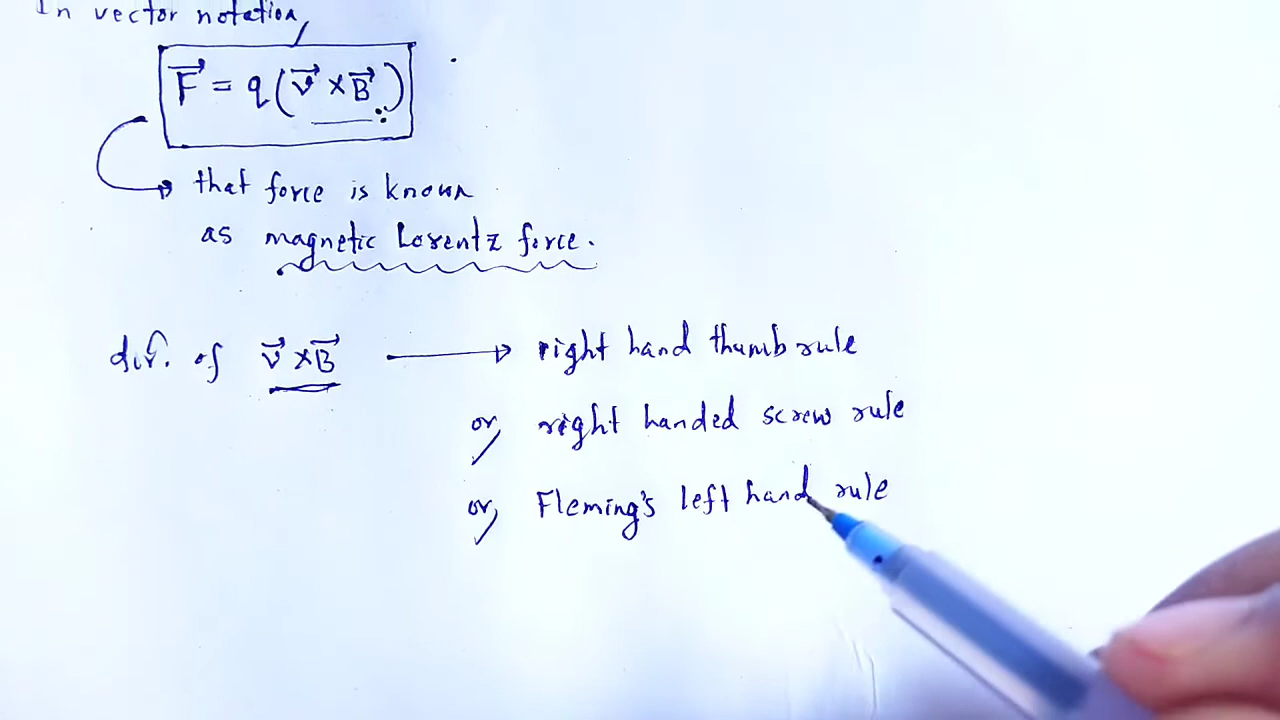 In vector notation,
F⃗ = q(v⃗ × B⃗)
that force is known
as magnetic Lorentz force.
dir. of v⃗ × B⃗ → right hand thumb rule
or, right handed screw rule
or, Fleming's left hand rule